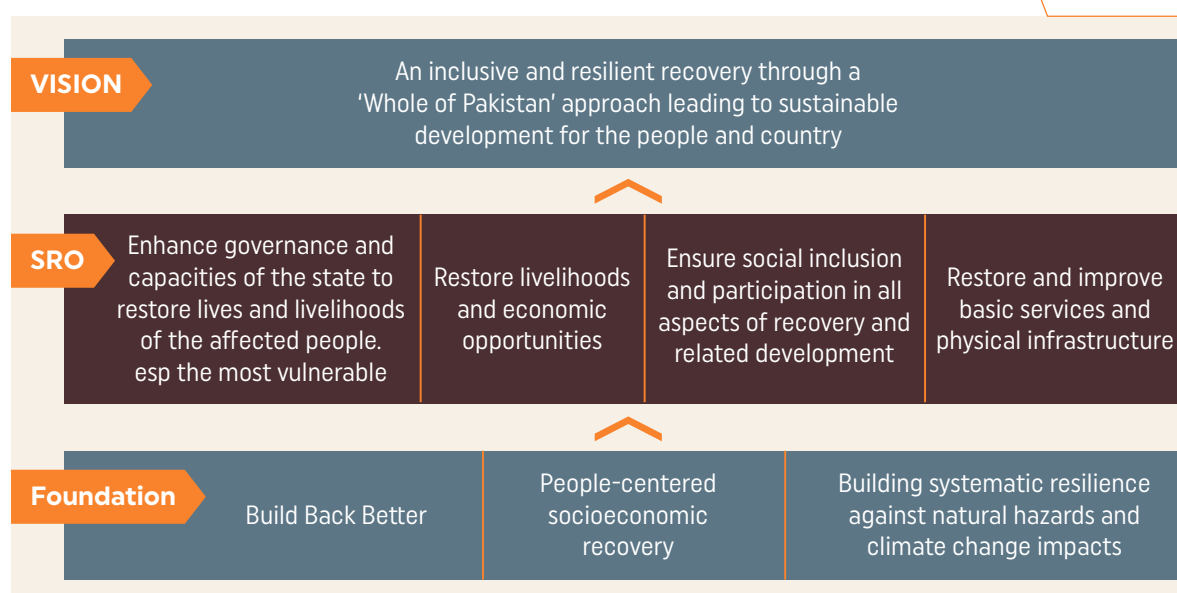 VISION
An inclusive and resilient recovery through a
‘Whole of Pakistan’ approach leading to sustainable
development for the people and country
SRO
Enhance governance and
capacities of the state to
restore lives and livelihoods
of the affected people.
esp the most vulnerable
Restore livelihoods
and economic
opportunities
Ensure social inclusion
and participation in all
aspects of recovery and
related development
Restore and improve
basic services and
physical infrastructure
Foundation
Build Back Better
People-centered
socioeconomic
recovery
Building systematic resilience
against natural hazards and
climate change impacts